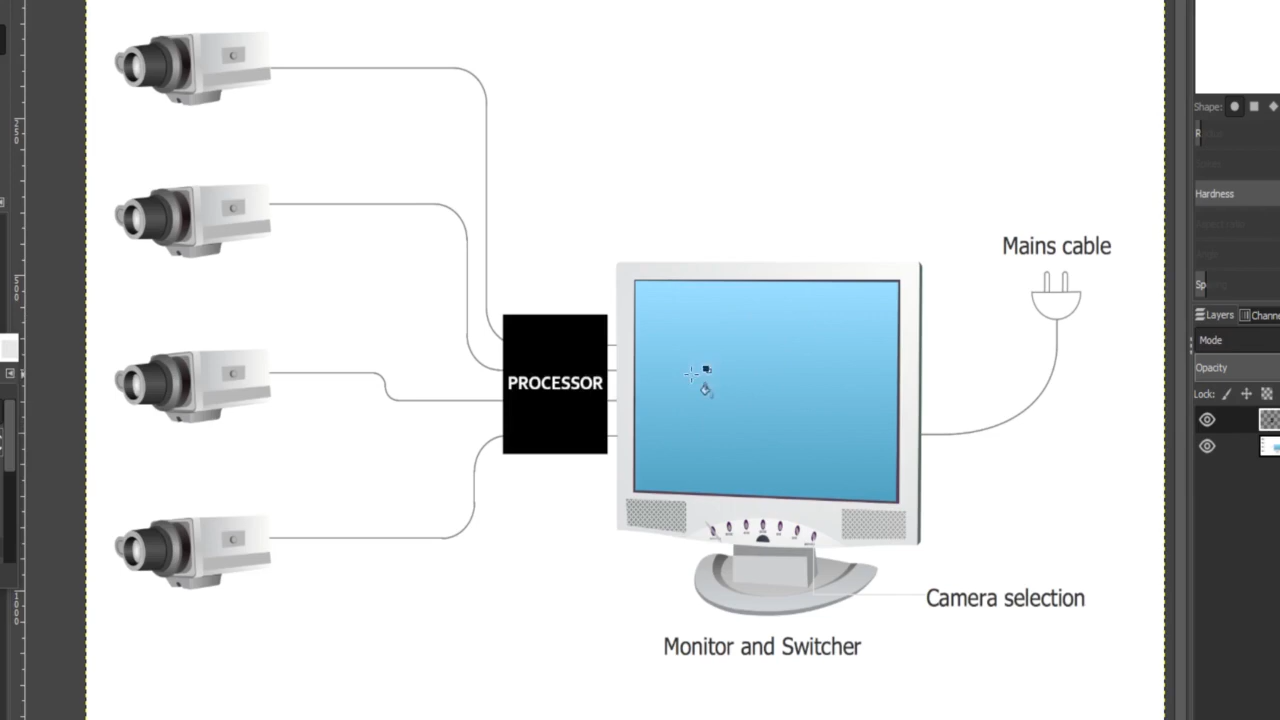 Shape:
Hardness
Mains cable
Layers
Mode
PROCESSOR
Opacity
Lock:
Camera selection
Monitor and Switcher